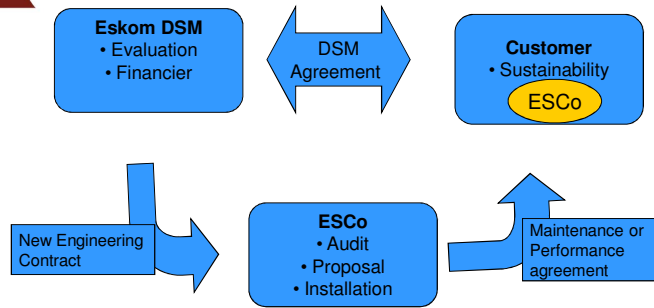 Eskom DSM
• Evaluation
• Financier
DSM
Agreement
Customer
• Sustainability
ESCo
New Engineering
Contract
ESCo
• Audit
• Proposal
• Installation
Maintenance or
Performance
agreement